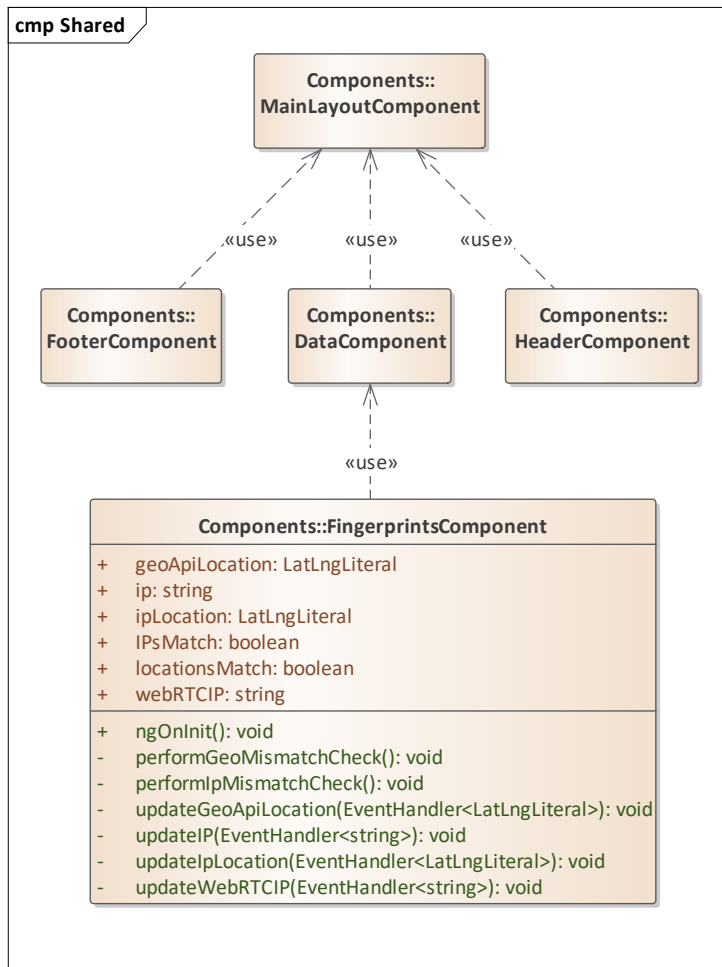 cmp Shared
Components::
MainLayoutComponent
«use»
«use»
«use»
Components::
FooterComponent
Components::
DataComponent
Components::
HeaderComponent
«use»
Components::FingerprintsComponent
+ geoApiLocation: LatLngLiteral
+ ip: string
+ ipLocation: LatLngLiteral
+ IPsMatch: boolean
+ locationsMatch: boolean
+ webRTCIP: string
+ ngOnInit(): void
- performGeoMismatchCheck(): void
- performIpMismatchCheck(): void
- updateGeoApiLocation(EventHandler<LatLngLiteral>): void
- updateIP(EventHandler<string>): void
- updateIpLocation(EventHandler<LatLngLiteral>): void
- updateWebRTCIP(EventHandler<string>): void